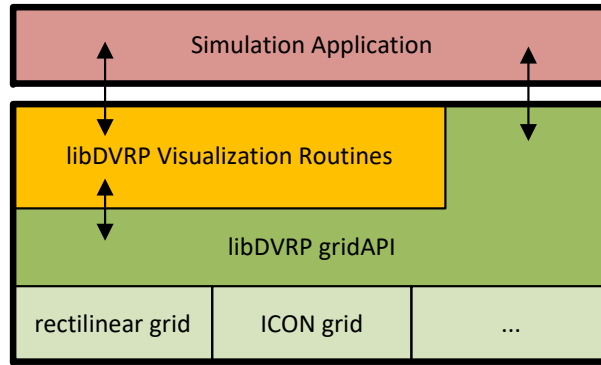 Simulation Application
libDVRP Visualization Routines
libDVRP gridAPI
rectilinear grid
ICON grid
...